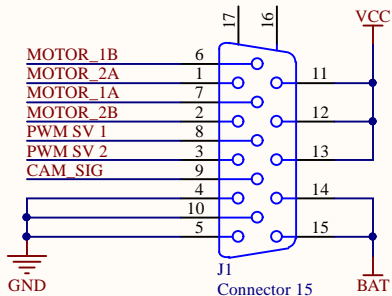 17 16 VCC
MOTOR_1B 6
MOTOR_2A 1 11
MOTOR_1A 7
MOTOR_2B 2 12
PWM SV 1 8
PWM SV 2 3 13
CAM_SIG 9
4 14
10
5 15
J1
GND Connector 15 BAT